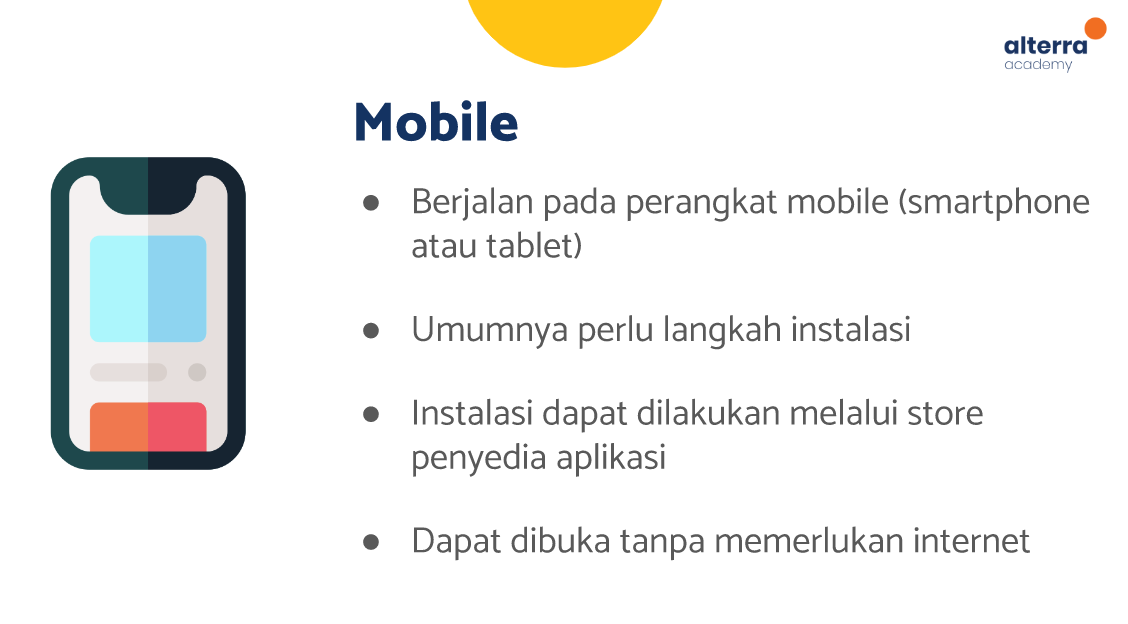 alterra
academy
Mobile
● Berjalan pada perangkat mobile (smartphone
atau tablet)
● Umumnya perlu langkah instalasi
● Instalasi dapat dilakukan melalui store
penyedia aplikasi
● Dapat dibuka tanpa memerlukan internet